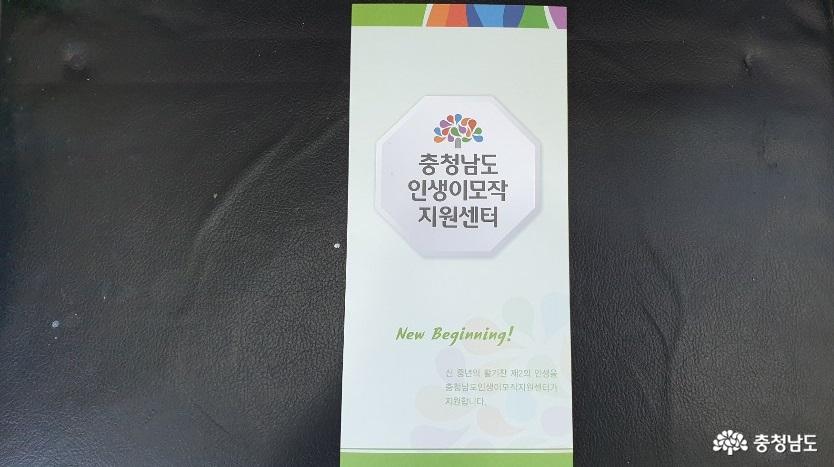 충청남도
인생이모작
지원센터
New Beginning!
신 중년의 활기찬 제2의 인생을
충청남도인생이모작지원센터가
지원합니다.
충청남도